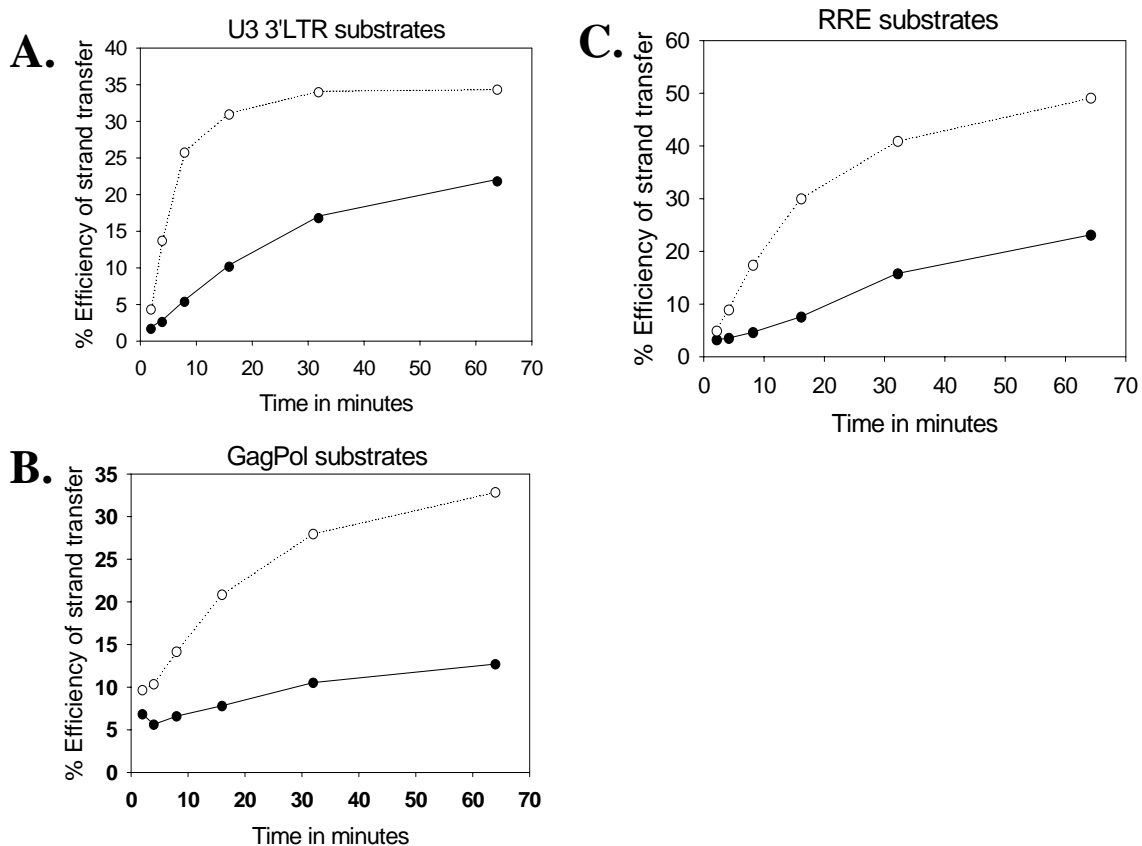 A.
U3 3'LTR substrates
% Efficiency of strand transfer
40
35
30
25
20
15
10
5
0
0 10 20 30 40 50 60 70
Time in minutes
C.
RRE substrates
% Efficiency of strand transfer
60
50
40
30
20
10
0
0 10 20 30 40 50 60 70
Time in minutes
B.
GagPol substrates
% Efficiency of strand transfer
35
30
25
20
15
10
5
0
0 10 20 30 40 50 60 70
Time in minutes